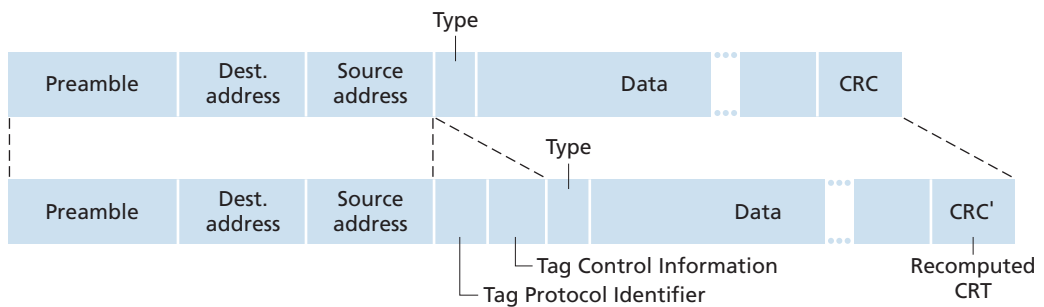 Type
Preamble
Dest.
address
Source
address
Data
CRC
Type
Preamble
Dest.
address
Source
address
Data
CRC'
Tag Control Information
Tag Protocol Identifier
Recomputed
CRT